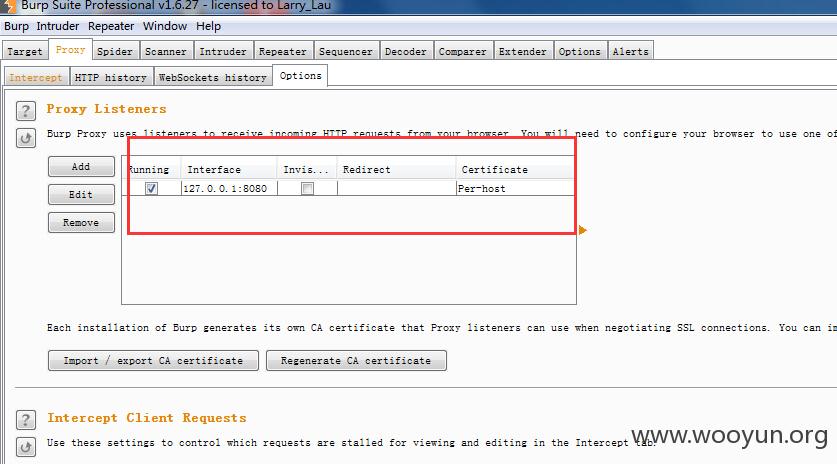 Burp Suite Professional v1.6.27 - licensed to Larry_Lau
Burp Intruder Repeater Window Help
Target Proxy Spider Scanner Intruder Repeater Sequencer Decoder Comparer Extender Options Alerts
Intercept HTTP history WebSockets history Options
? Proxy Listeners
Burp Proxy uses listeners to receive incoming HTTP requests from your browser. You will need to configure your browser to use one of
Add
Running Interface Invis... Redirect Certificate
127.0.0.1:8080 Per-host
Edit
Remove
Each installation of Burp generates its own CA certificate that Proxy listeners can use when negotiating SSL connections. You can im
Import / export CA certificate Regenerate CA certificate
? Intercept Client Requests
Use these settings to control which requests are stalled for viewing and editing in the Intercept tab.
www.wooyun.org